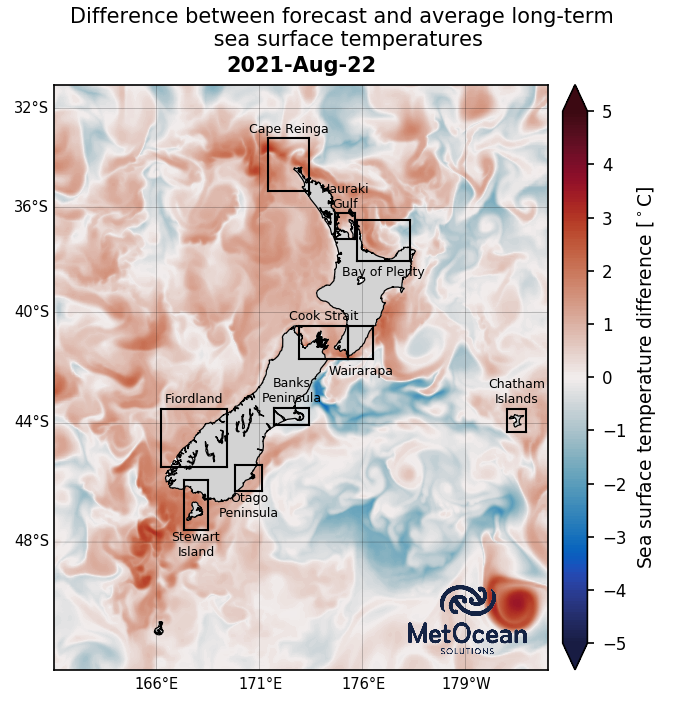 Difference between forecast and average long-term
sea surface temperatures
2021-Aug-22
32°S
36°S
40°S
44°S
48°S
166°E
171°E
176°E
179°W
Cape Reinga
Hauraki
Gulf
Bay of Plenty
Cook Strait
Wairarapa
Banks
Peninsula
Fiordland
Chatham
Islands
Otago
Peninsula
Stewart
Island
MetOcean
SOLUTIONS
5
4
3
2
1
0
−1
−2
−3
−4
−5
Sea surface temperature difference [°C]